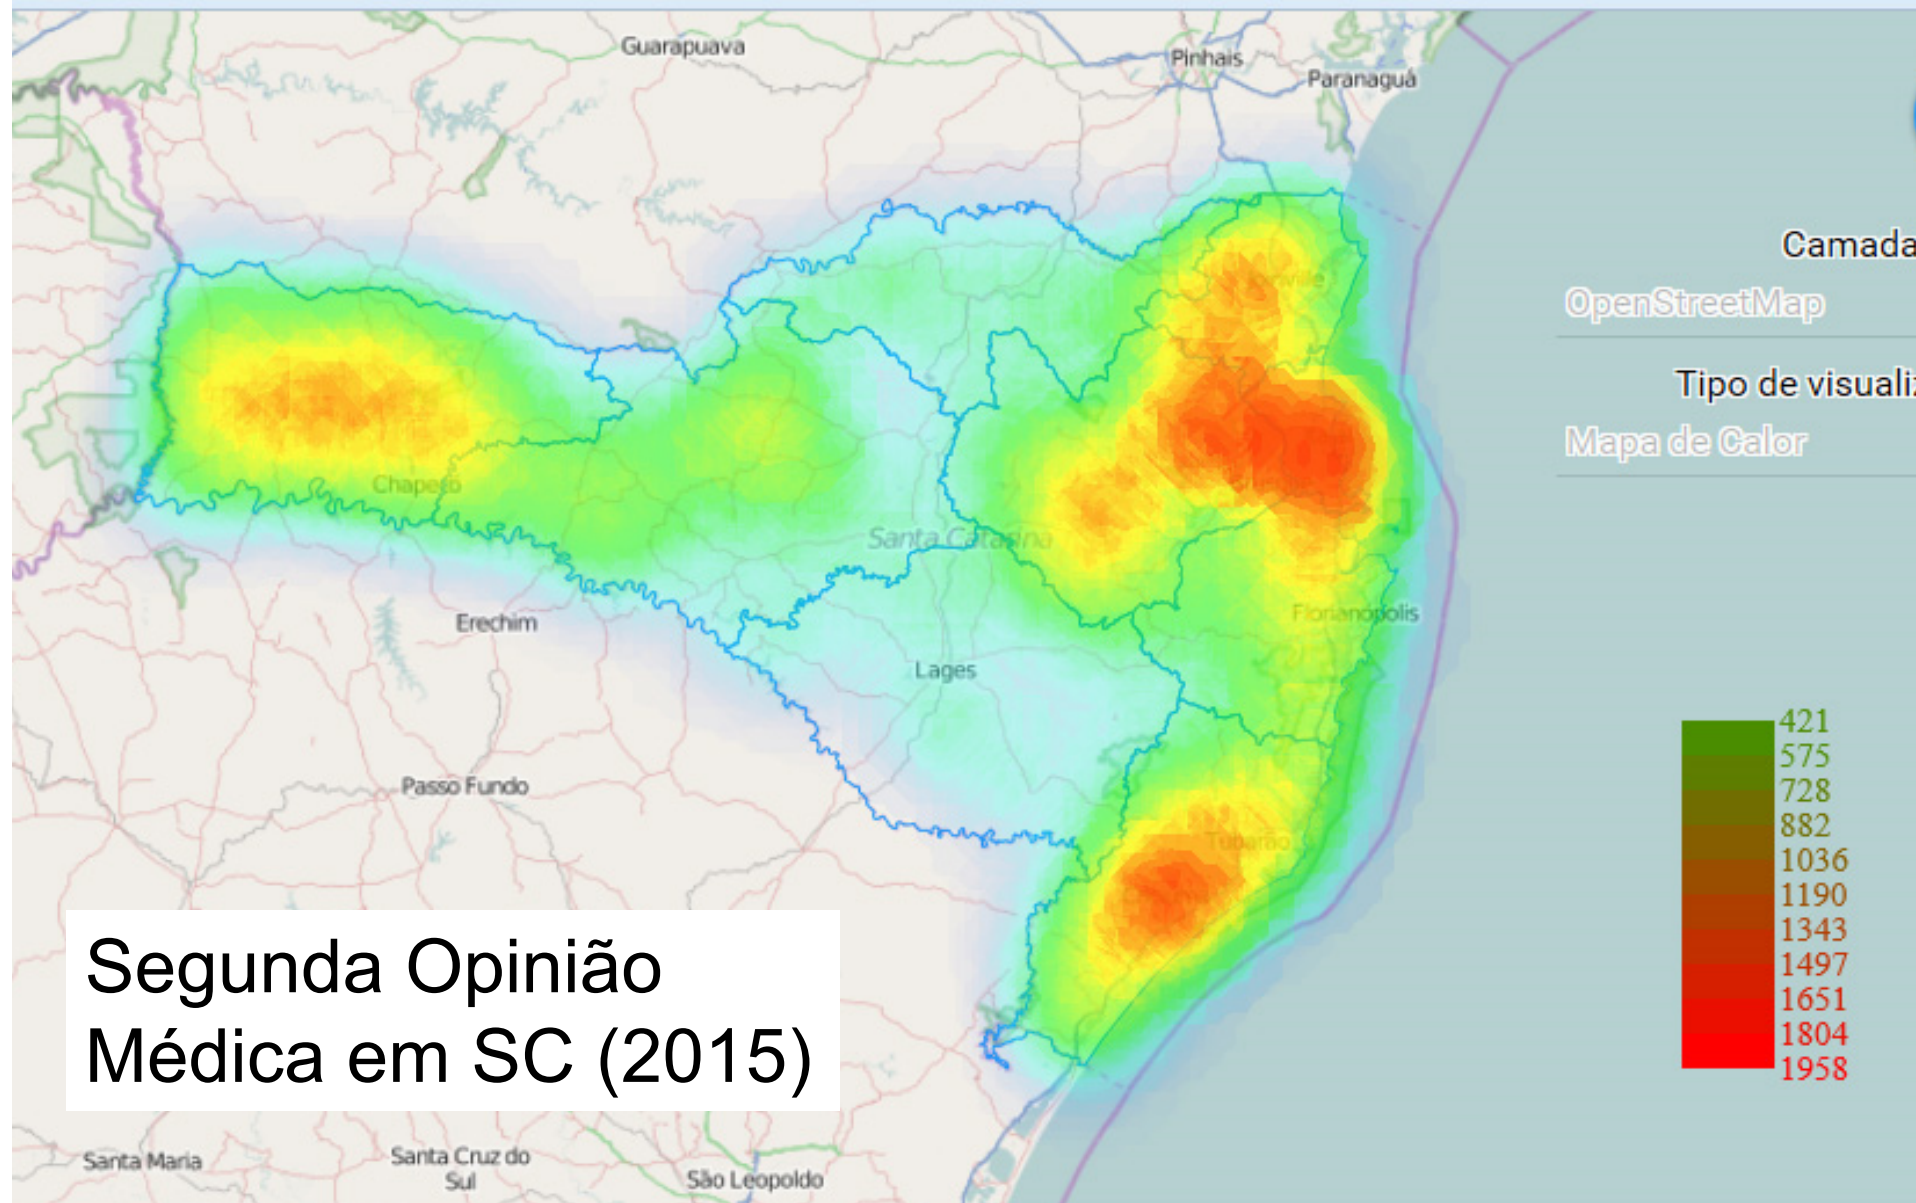 Guarapuava
Pinhais
Paranaguá
Camada
OpenStreetMap
Tipo de visualiz
Mapa de Calor
Chapecó
Santa Catarina
Erechim
Florianópolis
Lages
Passo Fundo
Tubarão
421
575
728
882
1036
1190
1343
1497
1651
1804
1958
Segunda Opinião
Médica em SC (2015)
Santa Maria
Santa Cruz do
Sul
São Leopoldo